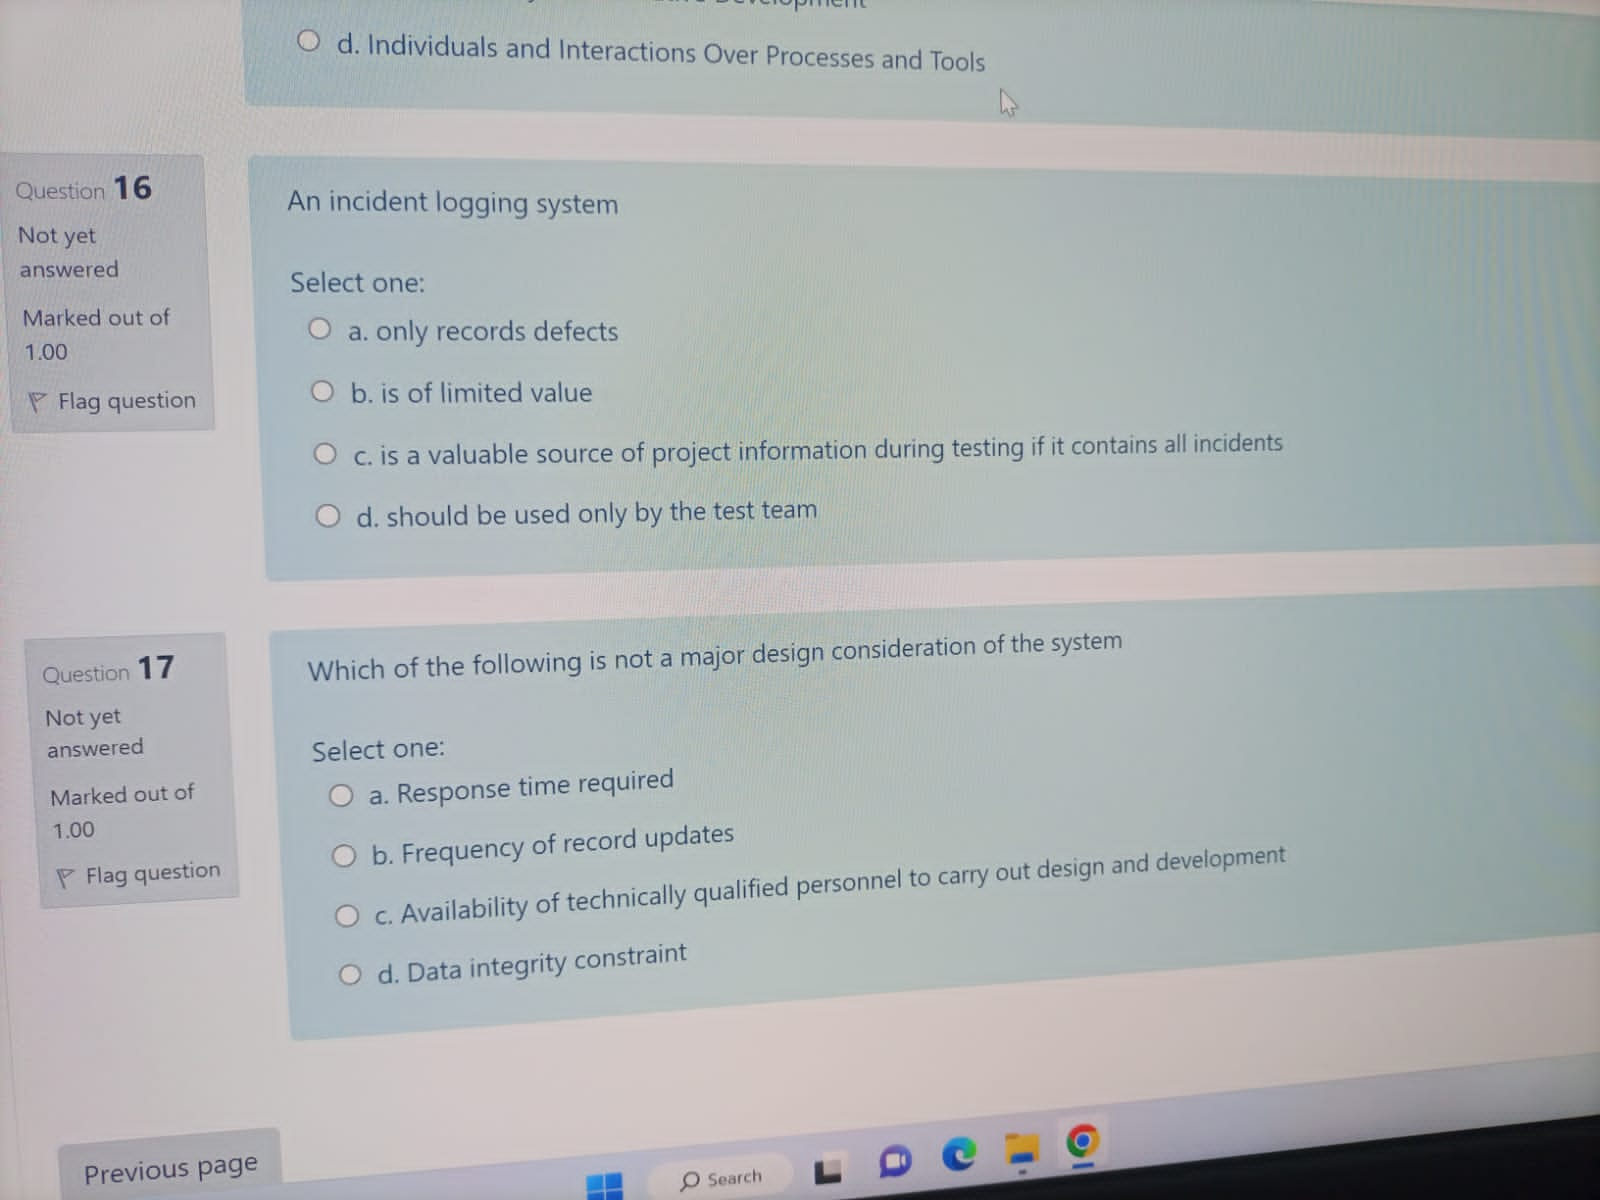 d. Individuals and Interactions Over Processes and Tools
Question 16
Not yet
answered
Marked out of
1.00
Flag question
An incident logging system
Select one:
a. only records defects
b. is of limited value
c. is a valuable source of project information during testing if it contains all incidents
d. should be used only by the test team
Question 17
Not yet
answered
Marked out of
1.00
Flag question
Which of the following is not a major design consideration of the system
Select one:
a. Response time required
b. Frequency of record updates
c. Availability of technically qualified personnel to carry out design and development
d. Data integrity constraint
Previous page
Search